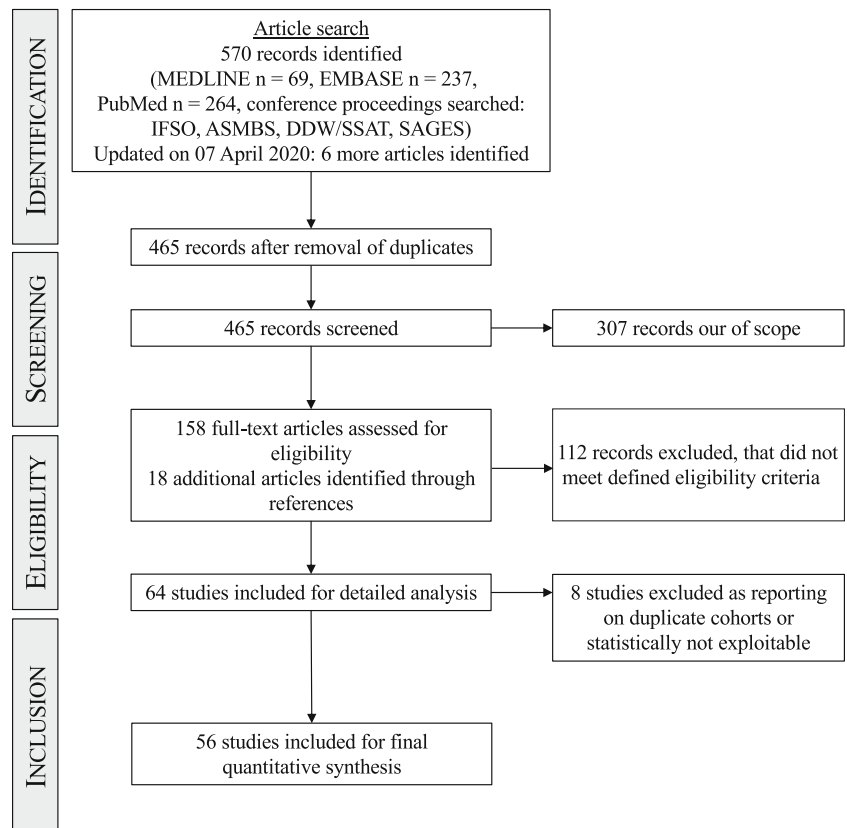 IDENTIFICATION
Article search
570 records identified
(MEDLINE n = 69, EMBASE n = 237,
PubMed n = 264, conference proceedings searched:
IFSO, ASMBS, DDW/SSAT, SAGES)
Updated on 07 April 2020: 6 more articles identified
465 records after removal of duplicates
SCREENING
465 records screened
307 records our of scope
ELIGIBILITY
158 full-text articles assessed for
eligibility
18 additional articles identified through
references
112 records excluded, that did not
meet defined eligibility criteria
64 studies included for detailed analysis
8 studies excluded as reporting
on duplicate cohorts or
statistically not exploitable
INCLUSION
56 studies included for final
quantitative synthesis